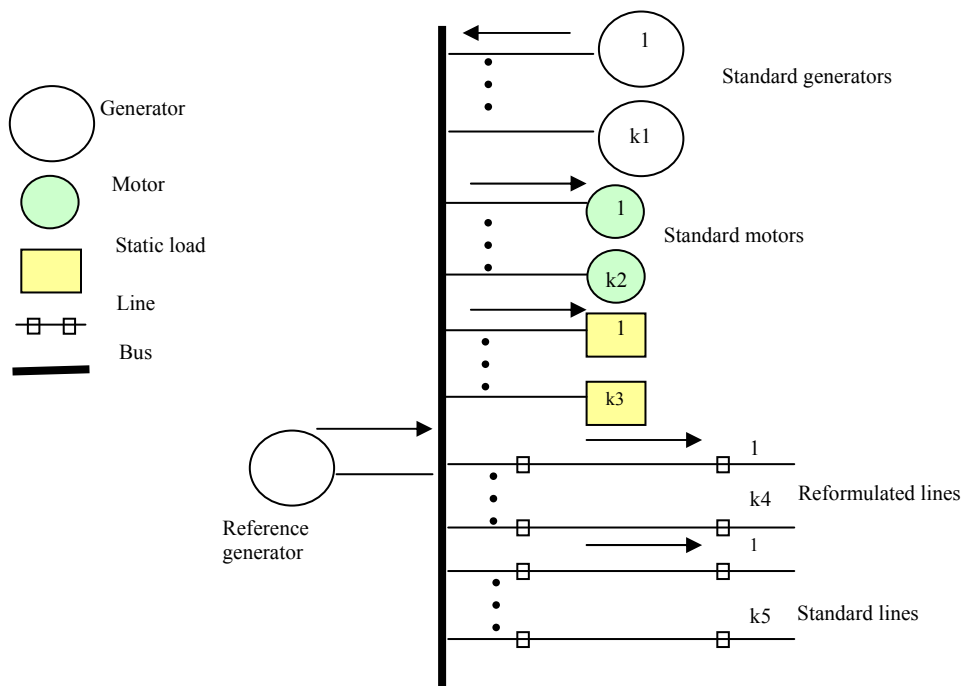 Generator
Motor
Static load
Line
Bus
1
Standard generators
k1
1
Standard motors
k2
1
k3
Reference
generator
1
k4
Reformulated lines
1
k5
Standard lines